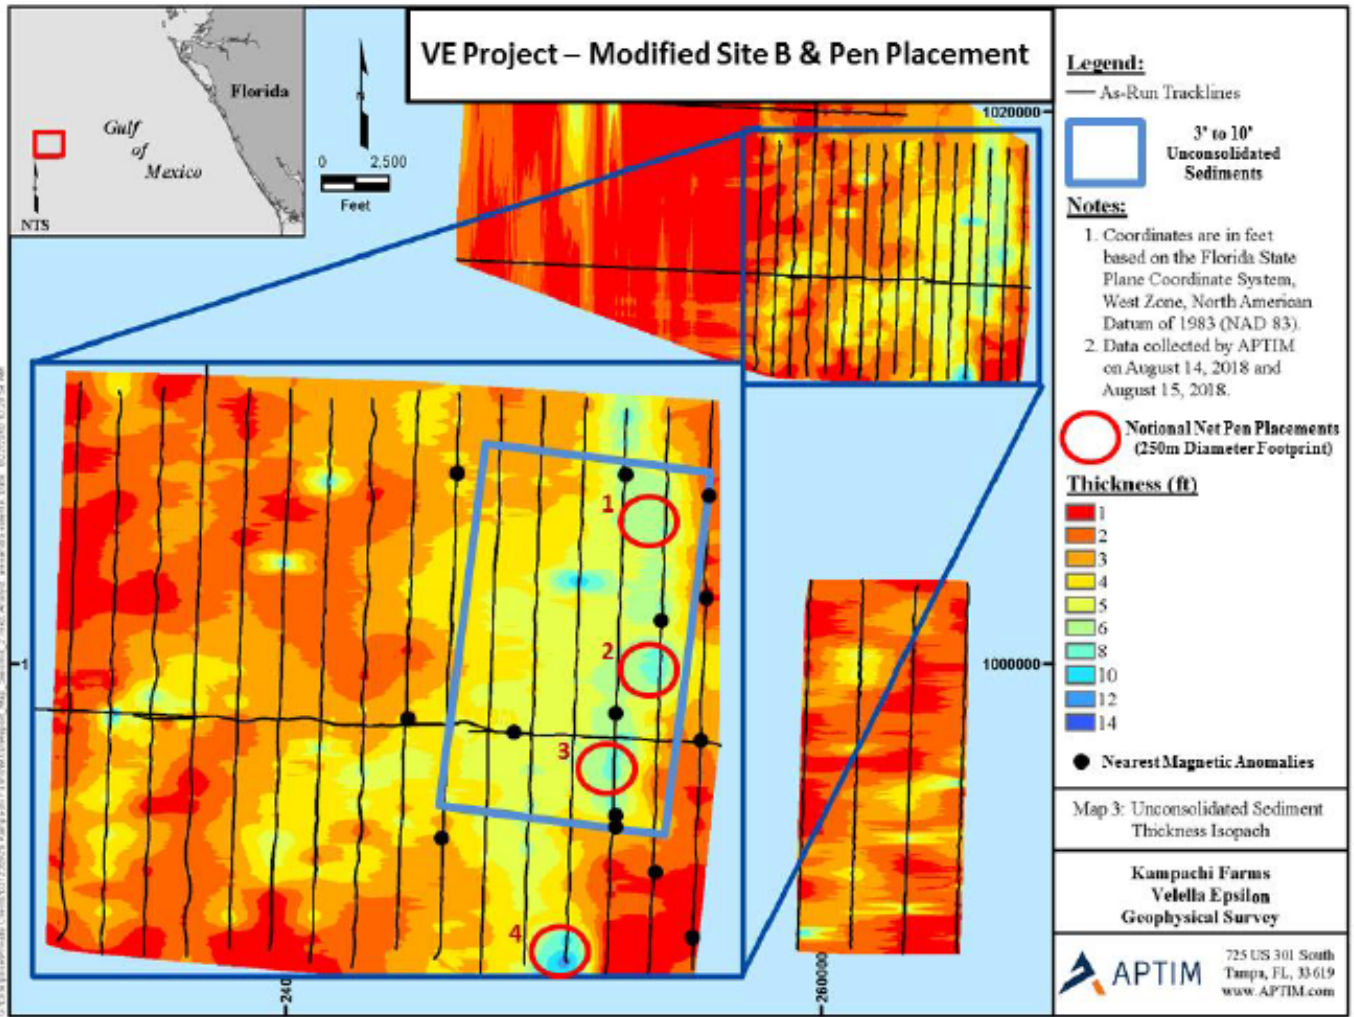 VE Project – Modified Site B & Pen Placement
Florida
Gulf
of
Mexico
NTS
N
0 2,500
Feet
1020000
1000000
1
240
260000
1
2
3
4
Legend:
As-Run Tracklines
3' to 10'
Unconsolidated
Sediments
Notes:
1. Coordinates are in feet
based on the Florida State
Plane Coordinate System,
West Zone, North American
Datum of 1983 (NAD 83).
2. Data collected by APTIM
on August 14, 2018 and
August 15, 2018.
Notional Net Pen Placements
(250m Diameter Footprint)
Thickness (ft)
1
2
3
4
5
6
8
10
12
14
Nearest Magnetic Anomalies
Map 3: Unconsolidated Sediment
Thickness Isopach
Kampachi Farms
Velella Epsilon
Geophysical Survey
APTIM
725 US 301 South
Tampa, FL, 33619
www.APTIM.com